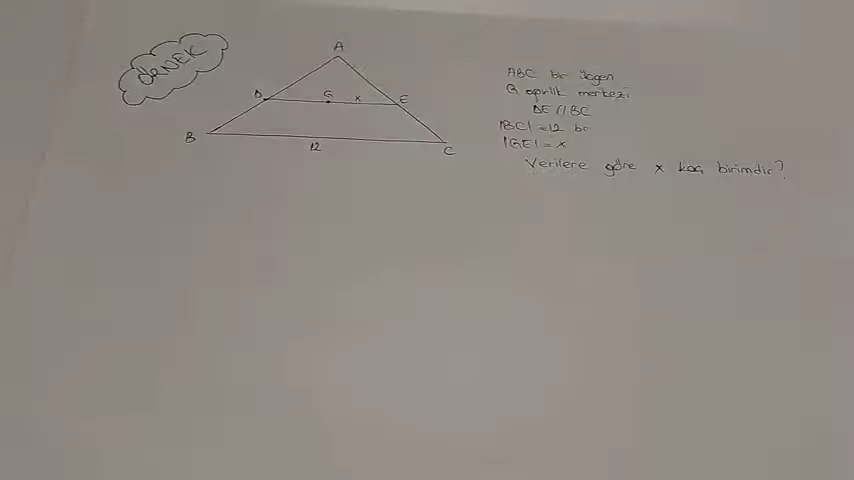 ÖRNEK
A
D G x E
B
12
C
ABC bir üçgen
G ağırlık merkezi
DE // BC
|BC| = 12 br
|GE| = x
Verilere göre x kaç birimdir?